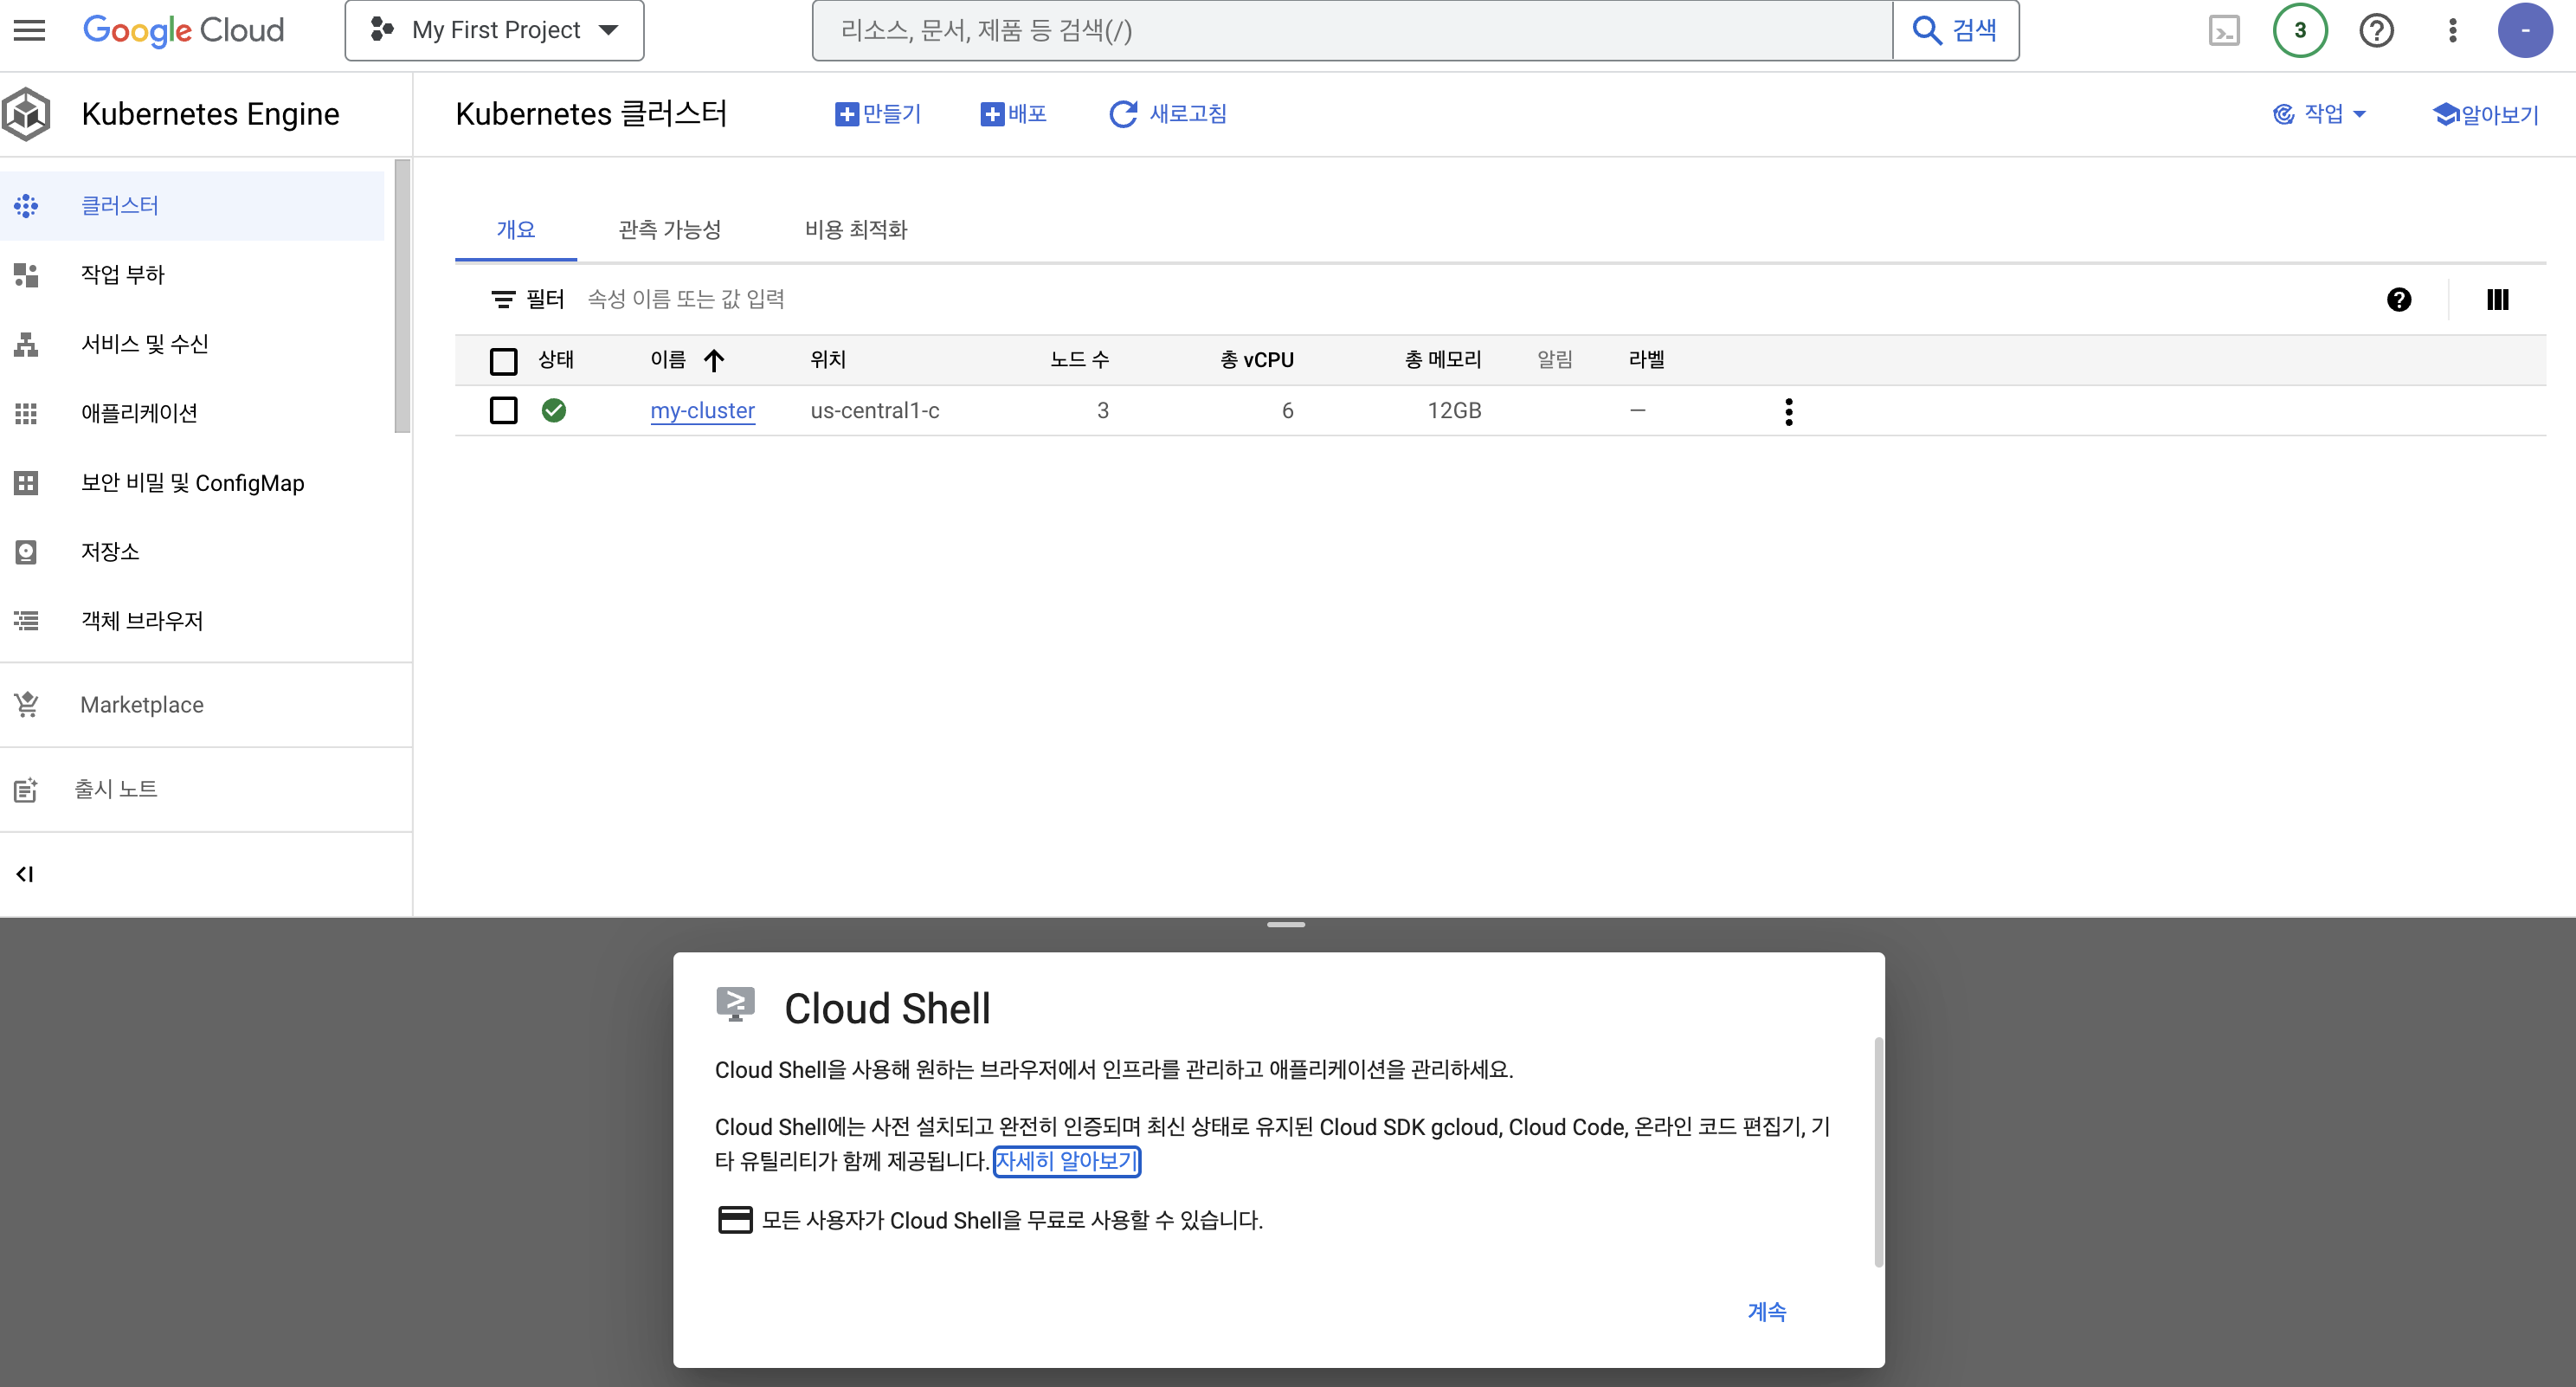 Google Cloud
My First Project
리소스, 문서, 제품 등 검색(/)
검색
3
-
Kubernetes Engine
Kubernetes 클러스터
만들기
배포
새로고침
작업
알아보기
클러스터
작업 부하
서비스 및 수신
애플리케이션
보안 비밀 및 ConfigMap
저장소
객체 브라우저
Marketplace
출시 노트
개요 관측 가능성 비용 최적화
필터 속성 이름 또는 값 입력
상태 이름 위치 노드 수 총 vCPU 총 메모리 알림 라벨
my-cluster us-central1-c 3 6 12GB –
Cloud Shell
Cloud Shell을 사용해 원하는 브라우저에서 인프라를 관리하고 애플리케이션을 관리하세요.
Cloud Shell에는 사전 설치되고 완전히 인증되며 최신 상태로 유지된 Cloud SDK gcloud, Cloud Code, 온라인 코드 편집기, 기
타 유틸리티가 함께 제공됩니다. 자세히 알아보기
모든 사용자가 Cloud Shell을 무료로 사용할 수 있습니다.
계속